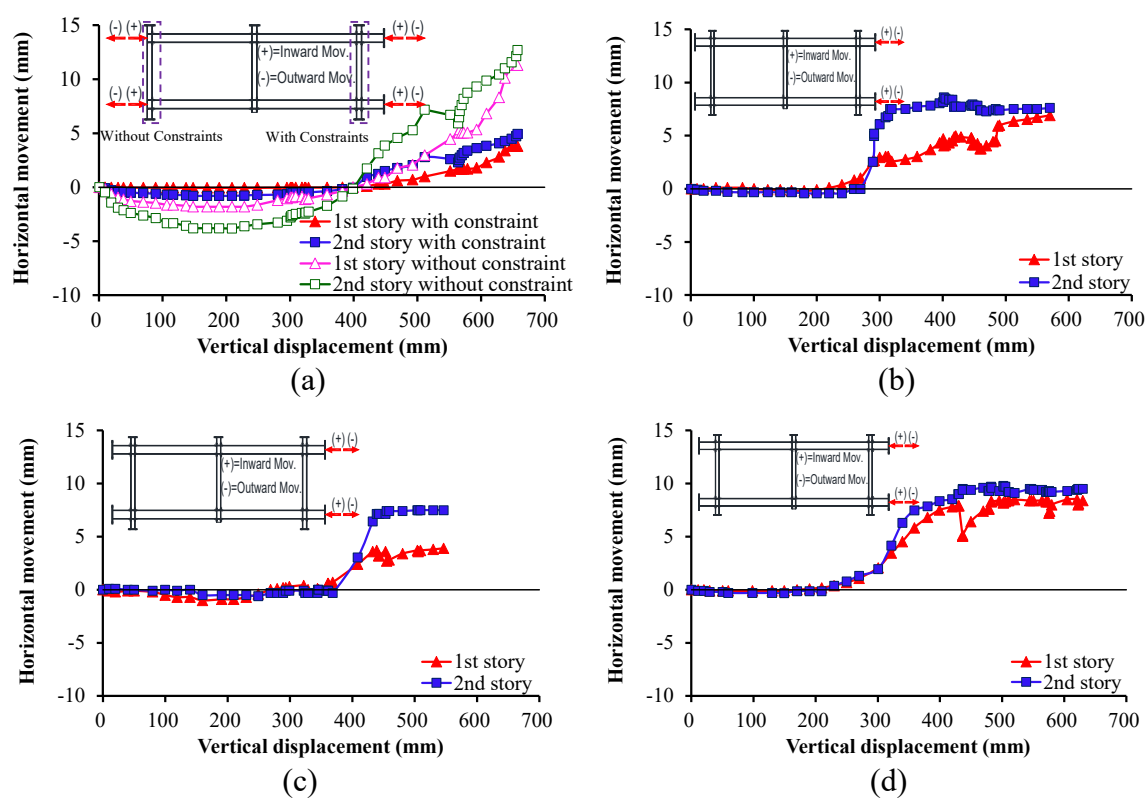 (a)
Horizontal movement (mm)
15
10
5
0
-5
-10
(-) (+)
(+) (-)
(+)=Inward Mov.
(-)=Outward Mov.
(-) (+)
(+) (-)
Without Constraints
With Constraints
1st story with constraint
2nd story with constraint
1st story without constraint
2nd story without constraint
0 100 200 300 400 500 600 700
Vertical displacement (mm)
(b)
Horizontal movement (mm)
15
10
5
0
-5
-10
(+) (-)
(+)=Inward Mov.
(-)=Outward Mov.
(+) (-)
1st story
2nd story
0 100 200 300 400 500 600 700
Vertical displacement (mm)
(c)
Horizontal movement (mm)
15
10
5
0
-5
-10
(+) (-)
(+)=Inward Mov.
(-)=Outward Mov.
(+) (-)
1st story
2nd story
0 100 200 300 400 500 600 700
Vertical displacement (mm)
(d)
Horizontal movement (mm)
15
10
5
0
-5
-10
(+) (-)
(+)=Inward Mov.
(-)=Outward Mov.
(+) (-)
1st story
2nd story
0 100 200 300 400 500 600 700
Vertical displacement (mm)